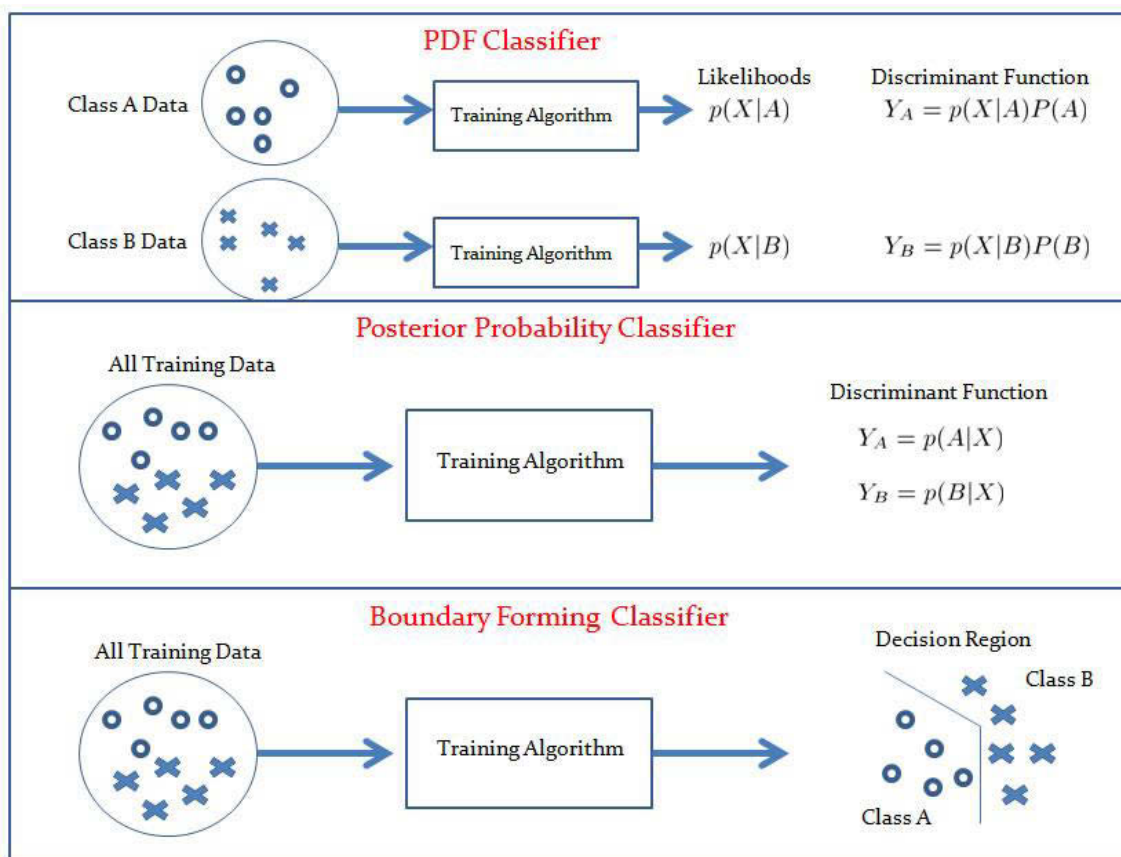 PDF Classifier
Likelihoods
Discriminant Function
Class A Data
Training Algorithm
p(X|A)
Y_A = p(X|A)P(A)
Class B Data
Training Algorithm
p(X|B)
Y_B = p(X|B)P(B)
Posterior Probability Classifier
All Training Data
Discriminant Function
Training Algorithm
Y_A = p(A|X)
Y_B = p(B|X)
Boundary Forming Classifier
All Training Data
Decision Region
Training Algorithm
Class B
Class A